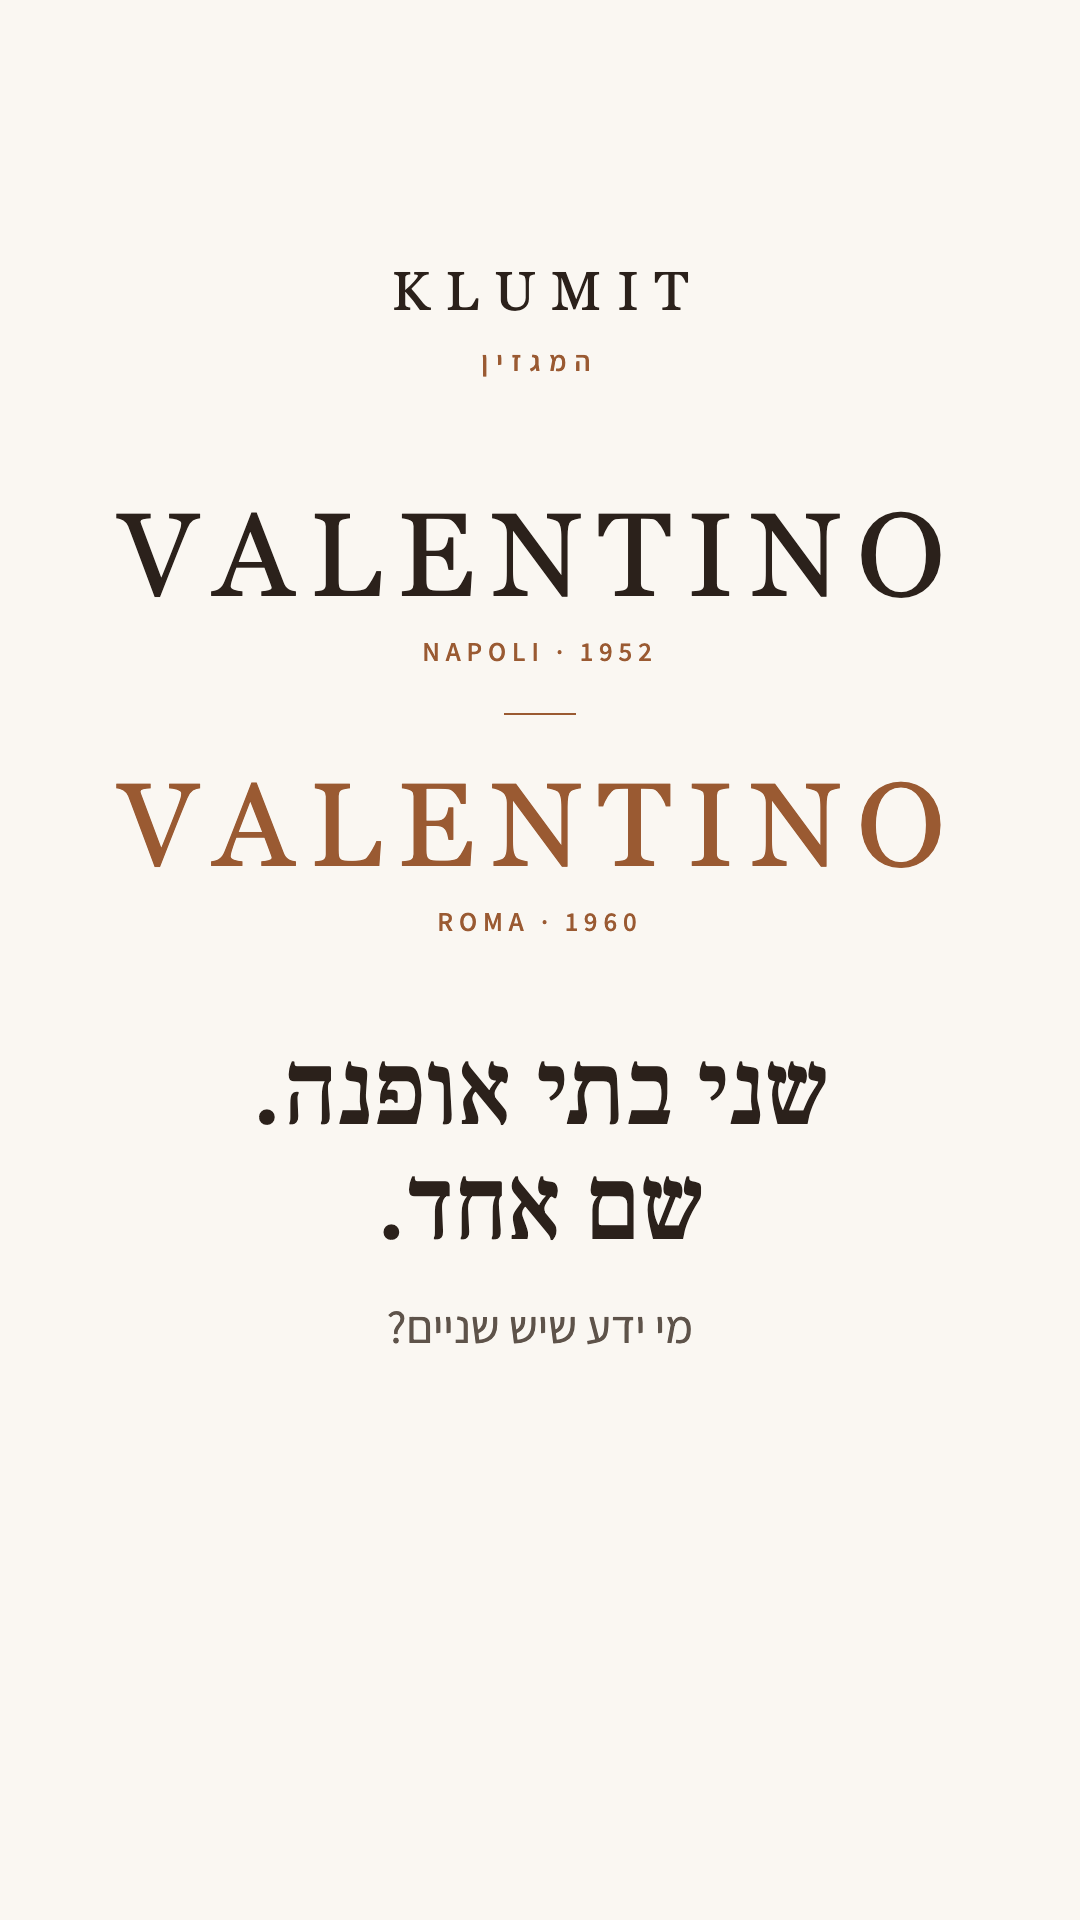 KLUMIT
המגזין
VALENTINO
NAPOLI · 1952
VALENTINO
ROMA · 1960
שני בתי אופנה.
שם אחד.
מי ידע שיש שניים?